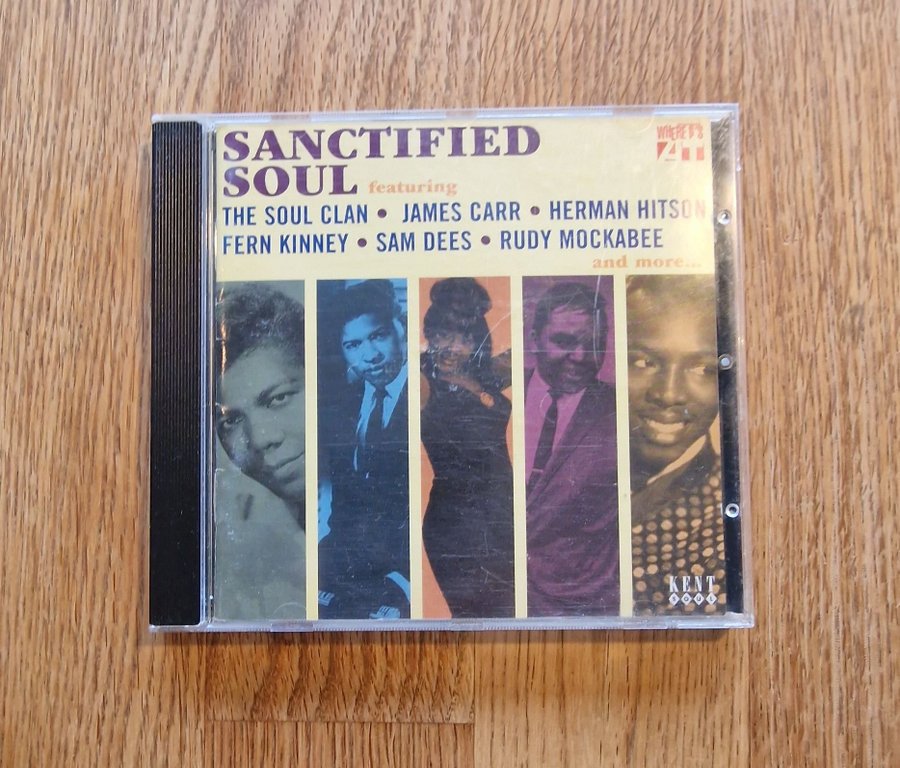 SANCTIFIED
SOUL featuring
THE SOUL CLAN • JAMES CARR • HERMAN HITSON
FERN KINNEY • SAM DEES • RUDY MOCKABEE
and more...
WHERE IT'S
AT
KENT
SOUL